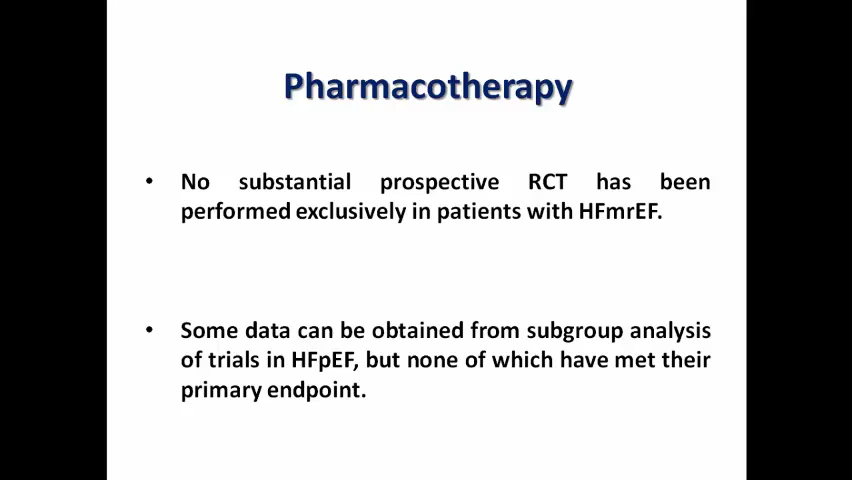 Pharmacotherapy
• No substantial prospective RCT has been
performed exclusively in patients with HFmrEF.
• Some data can be obtained from subgroup analysis
of trials in HFpEF, but none of which have met their
primary endpoint.